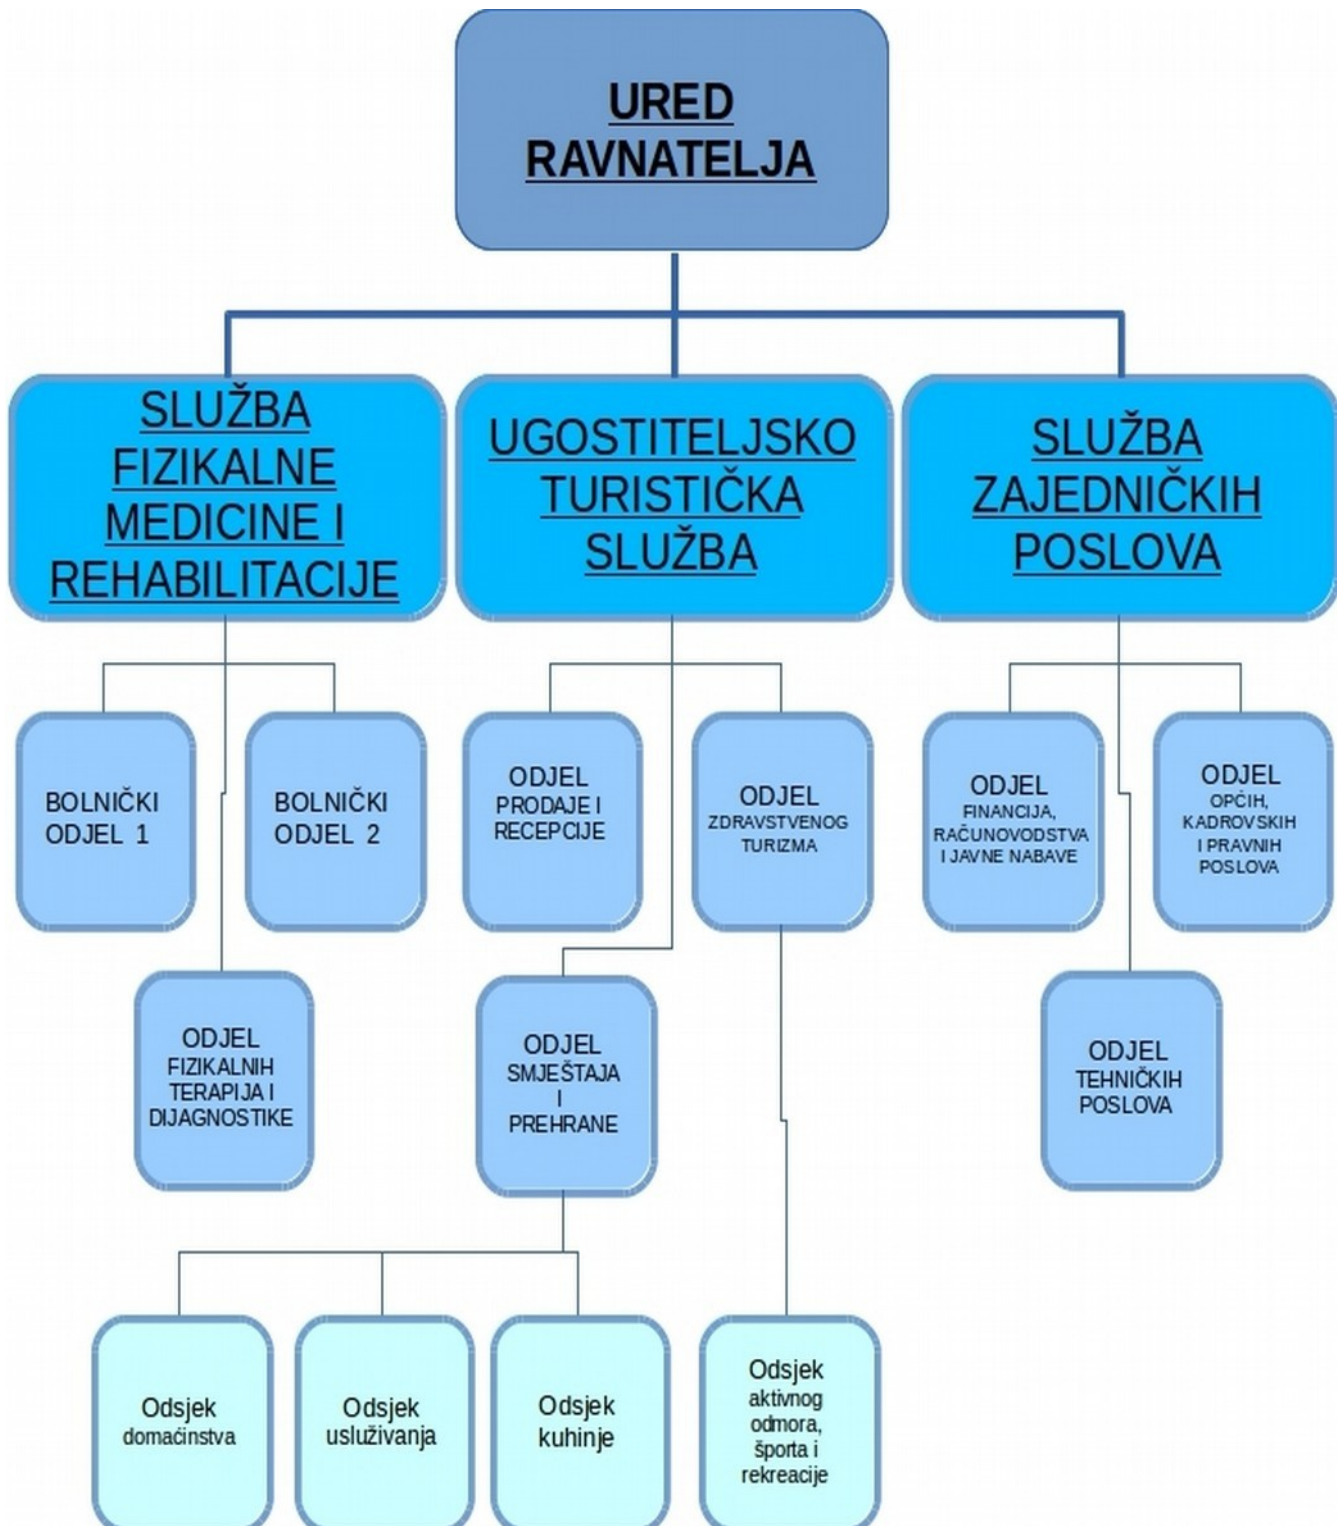 URED
RAVNATELJA
SLUŽBA
FIZIKALNE
MEDICINE I
REHABILITACIJE
UGOSTITELJSKO
TURISTIČKA
SLUŽBA
SLUŽBA
ZAJEDNIČKIH
POSLOVA
BOLNIČKI
ODJEL 1
BOLNIČKI
ODJEL 2
ODJEL
PRODAJE I
RECEPCIJE
ODJEL
ZDRAVSTVENOG
TURIZMA
ODJEL
FINANCIJA,
RAČUNOVODSTVA
I JAVNE NABAVE
ODJEL
OPĆIH,
KADROVSKIH
I PRAVNIH
POSLOVA
ODJEL
FIZIKALNIH
TERAPIJA I
DIJAGNOSTIKE
ODJEL
SMJEŠTAJA
I
PREHRANE
ODJEL
TEHNIČKIH
POSLOVA
Odsjek
domaćinstva
Odsjek
usluživanja
Odsjek
kuhinje
Odsjek
aktivnog
odmora,
športa i
rekreacije